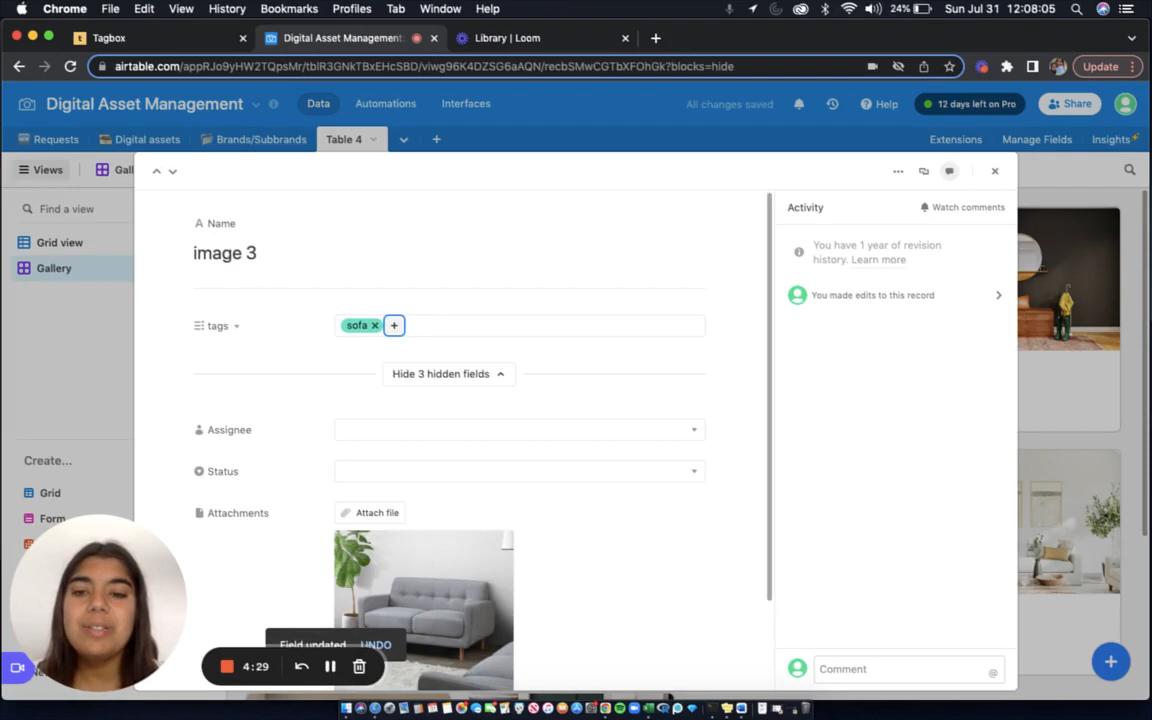 Chrome File Edit View History Bookmarks Profiles Tab Window Help 24% Sun Jul 31 12:08:05
Tagbox Digital Asset Management: Library | Loom
airtable.com/appRJo9yHW2TQpsMr/tblR3GNkTBxEHcSBD/viwg96K4DZSG6aAQN/recbSMwCGTbXFOhGk?blocks=hide Update
Digital Asset Management Data Automations Interfaces All changes saved Help 12 days left on Pro Share
Requests Digital assets Brands/Subbrands Table 4 Extensions Manage Fields Insights
Views Gall
Find a view
Grid view
Gallery
Create...
Grid
Form
Name
image 3
tags sofa
Hide 3 hidden fields
Assignee
Status
Attachments Attach file
Field updated UNDO
4:29
Activity Watch comments
You have 1 year of revision
history. Learn more
You made edits to this record
Comment @